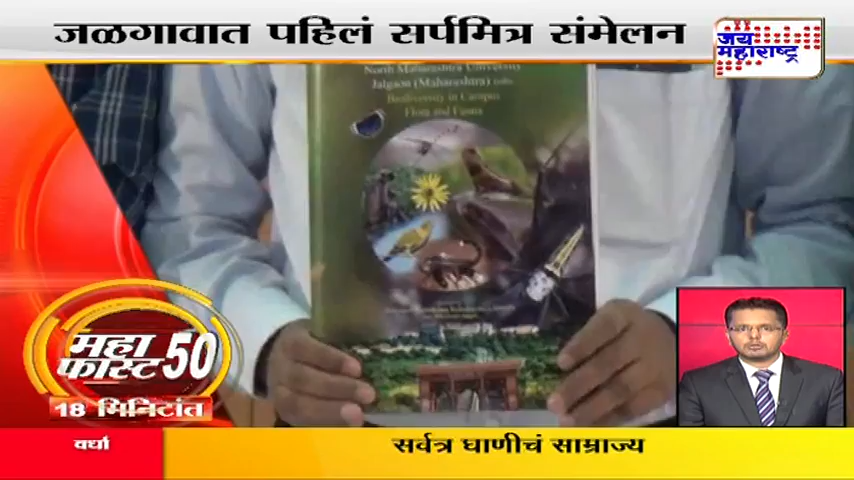 जळगावात पहिलं सर्पमित्र संमेलन
जय
महाराष्ट्र
North Maharashtra University
Jalgaon (Maharashtra) India
Biodiversity in Campus
Flora and Fauna
महा
फास्ट 50
18 मिनिटांत
वर्धा
सर्वत्र घाणीचं साम्राज्य